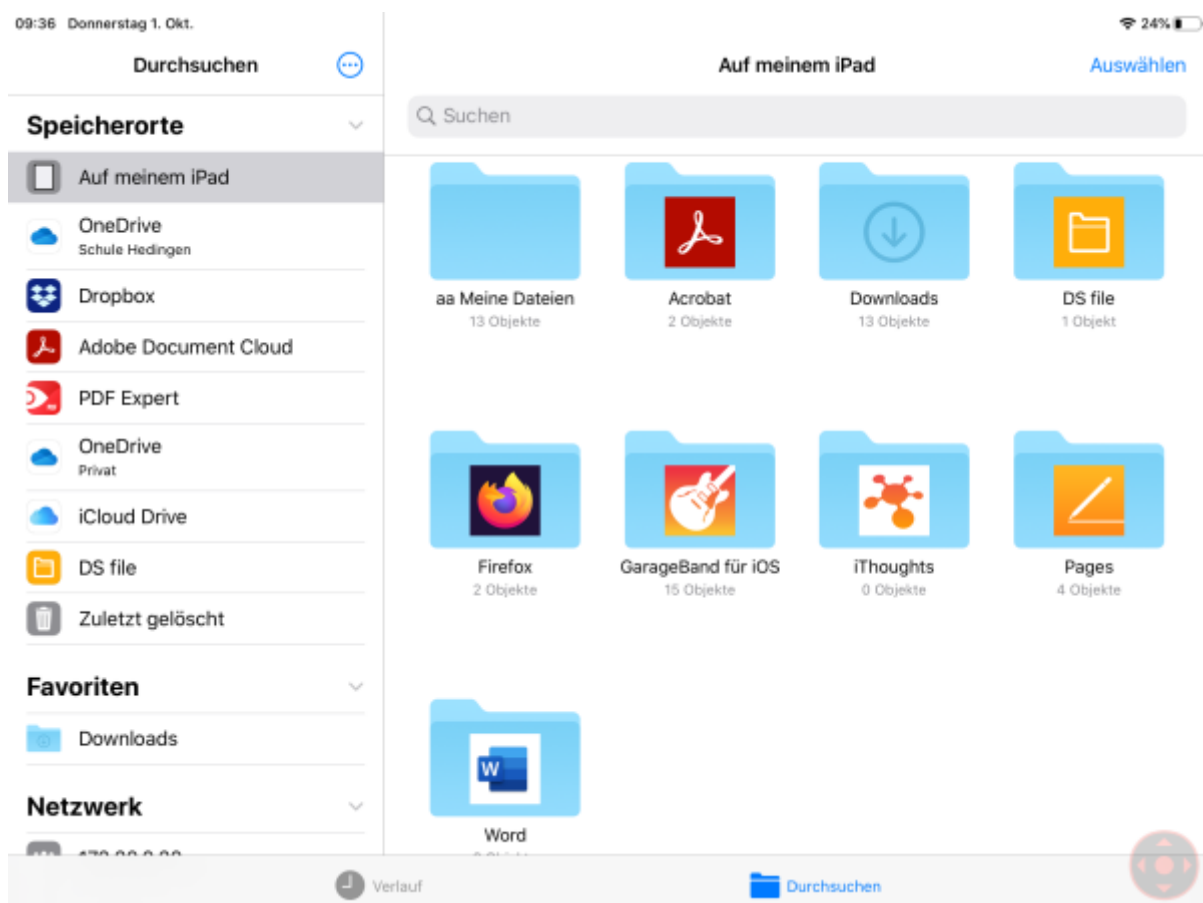 09:36 Donnerstag 1. Okt.
24%
Durchsuchen
Speicherorte
Auf meinem iPad
OneDrive
Schule Hedingen
Dropbox
Adobe Document Cloud
PDF Expert
OneDrive
Privat
iCloud Drive
DS file
Zuletzt gelöscht
Favoriten
Downloads
Netzwerk
Auf meinem iPad
Auswählen
Suchen
aa Meine Dateien
13 Objekte
Acrobat
2 Objekte
Downloads
13 Objekte
DS file
1 Objekt
Firefox
2 Objekte
GarageBand für iOS
15 Objekte
iThoughts
0 Objekte
Pages
4 Objekte
W
Word
Verlauf
Durchsuchen